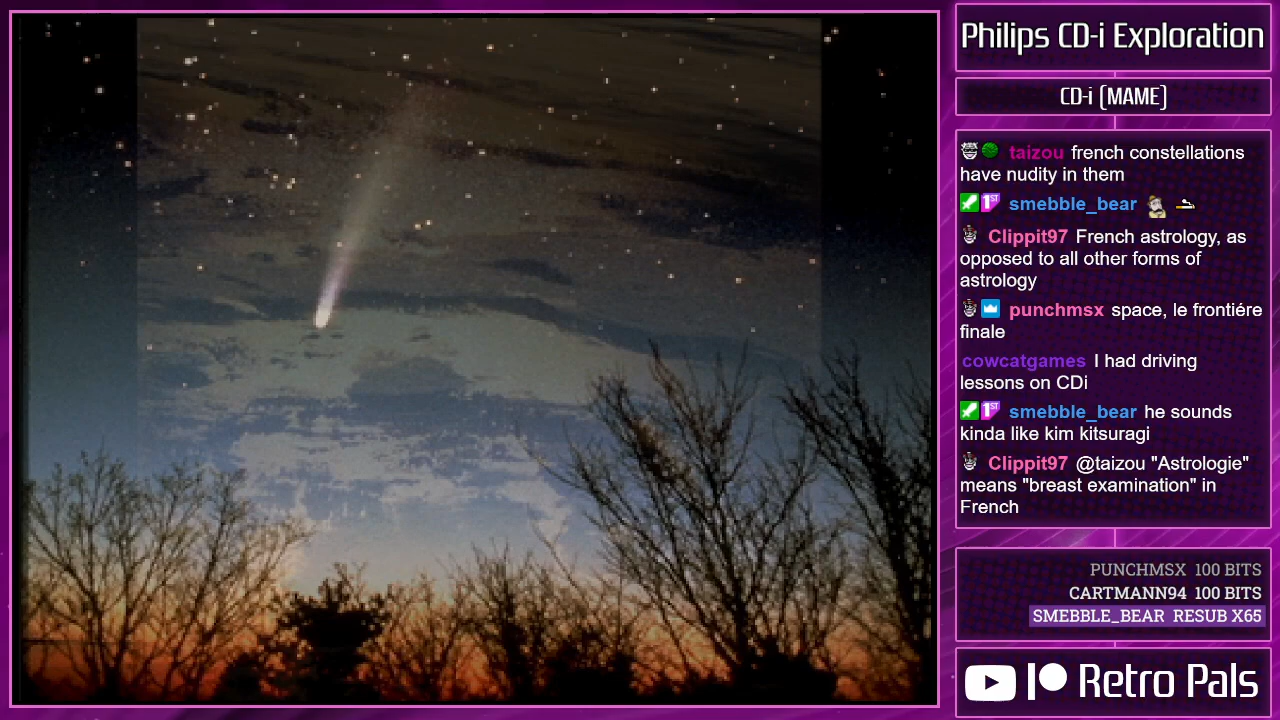 Philips CD-i Exploration
CD-i (MAME)
taizou french constellations
have nudity in them
1ST smebble_bear
Clippit97 French astrology, as
opposed to all other forms of
astrology
punchmsx space, le frontiére
finale
cowcatgames I had driving
lessons on CDi
1ST smebble_bear he sounds
kinda like kim kitsuragi
Clippit97 @taizou "Astrologie"
means "breast examination" in
French
PUNCHMSX 100 BITS
CARTMANN94 100 BITS
SMEBBLE_BEAR RESUB X65
Retro Pals